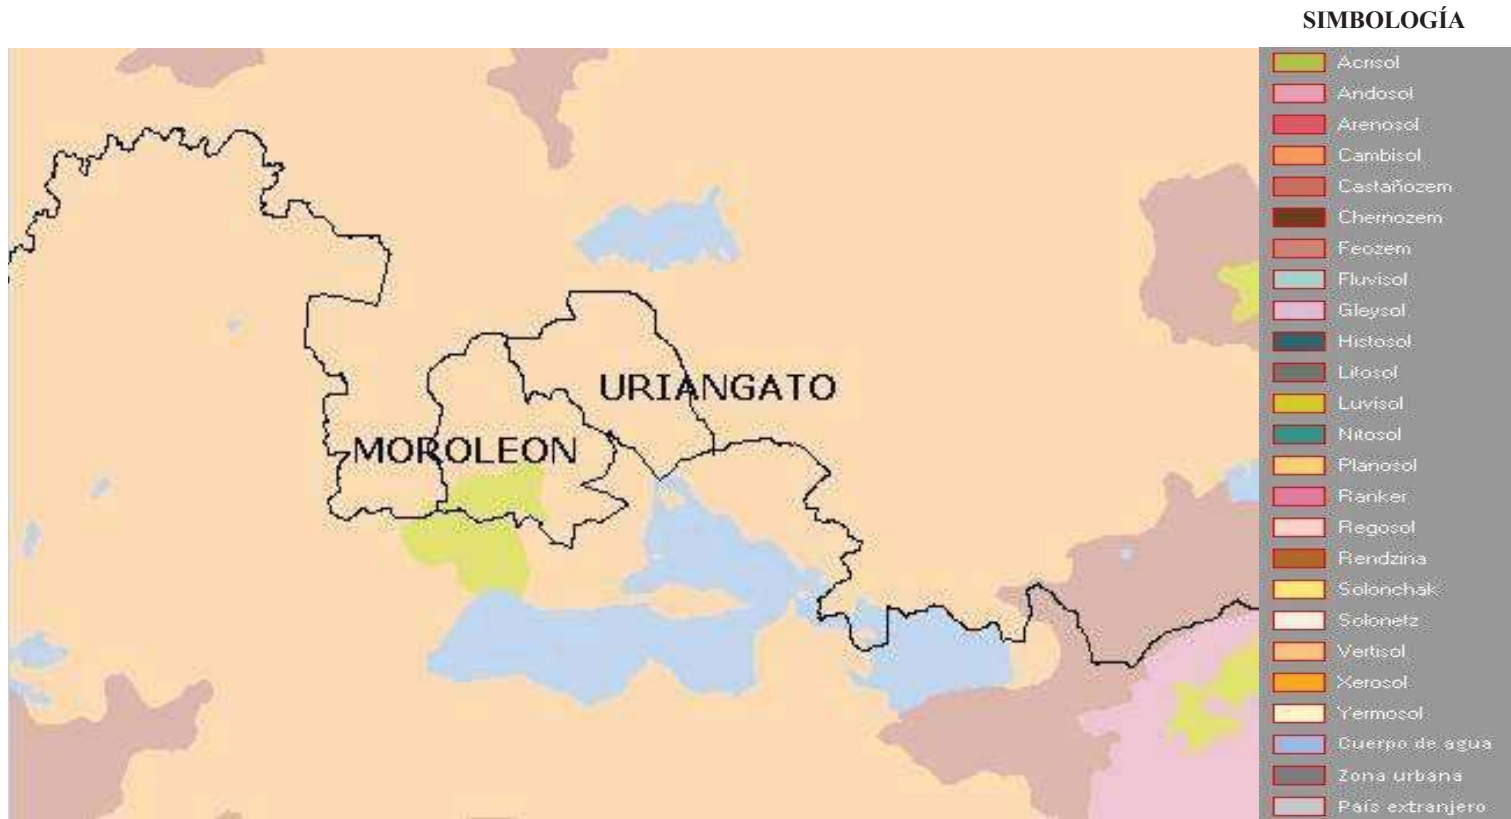 SIMBOLOGÍA
Acrisol
Andosol
Arenosol
Cambisol
Castañozem
Chernozem
Feozem
Fluvisol
Gleysol
Histosol
Litosol
Luvisol
Nitosol
Planosol
Ranker
Regosol
Rendzina
Solonchak
Solonetz
Vertisol
Xerosol
Yermosol
Cuerpo de agua
Zona urbana
País extranjero
URIANGATO
MOROLEON